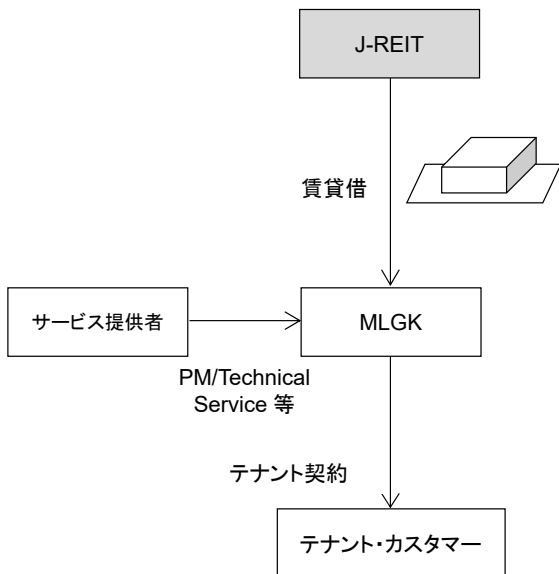 J-REIT
賃貸借
サービス提供者
MLGK
PM/Technical
Service 等
テナント契約
テナント・カスタマー